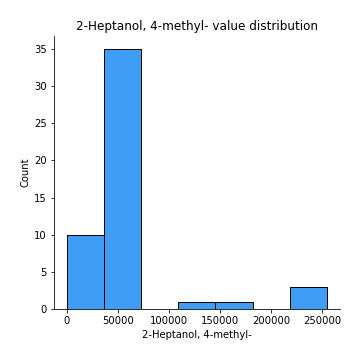 2-Heptanol, 4-methyl- value distribution
35
30
25
20
15
10
5
0
Count
0 50000 100000 150000 200000 250000
2-Heptanol, 4-methyl-